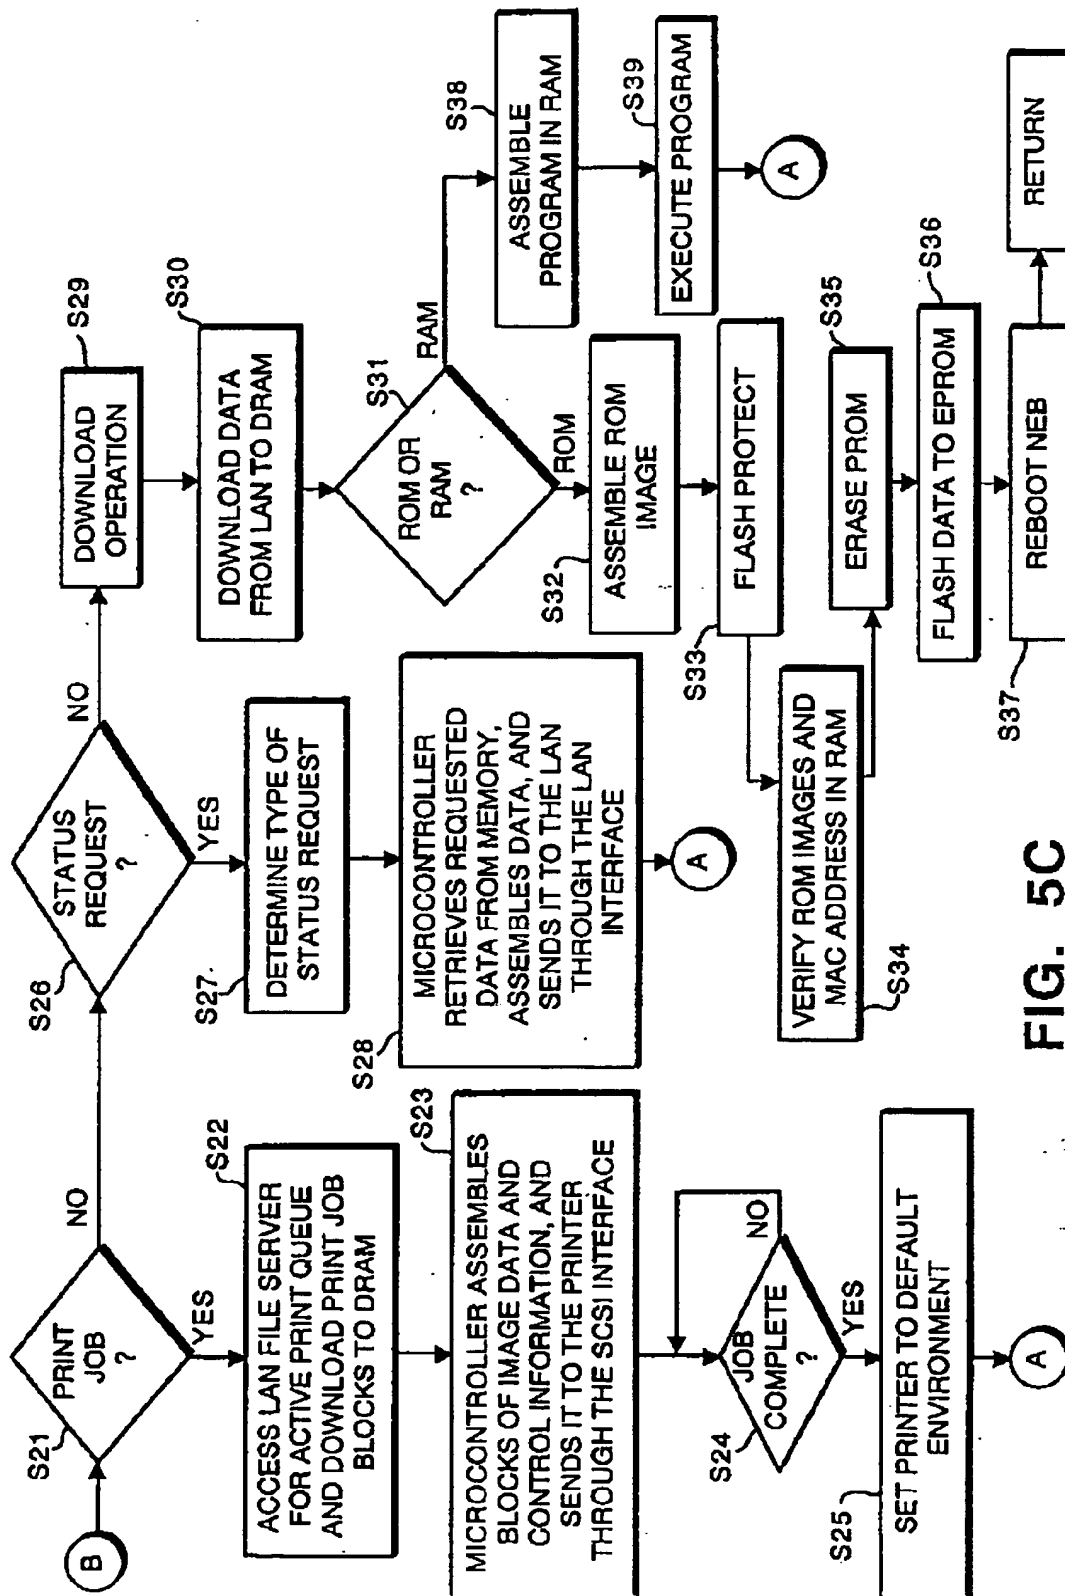 B
S21
PRINT
JOB
?
NO
YES
S22
ACCESS LAN FILE SERVER
FOR ACTIVE PRINT QUEUE
AND DOWNLOAD PRINT JOB
BLOCKS TO DRAM
S23
MICROCONTROLLER ASSEMBLES
BLOCKS OF IMAGE DATA AND
CONTROL INFORMATION, AND
SENDS IT TO THE PRINTER
THROUGH THE SCSI INTERFACE
S24
JOB
COMPLETE
?
NO
YES
S25
SET PRINTER TO DEFAULT
ENVIRONMENT
A
S26
STATUS
REQUEST
?
NO
YES
S27
DETERMINE TYPE OF
STATUS REQUEST
S28
MICROCONTROLLER
RETRIEVES REQUESTED
DATA FROM MEMORY,
ASSEMBLES DATA, AND
SENDS IT TO THE LAN
THROUGH THE LAN
INTERFACE
A
S29
DOWNLOAD
OPERATION
S30
DOWNLOAD DATA
FROM LAN TO DRAM
S31
ROM OR
RAM
?
RAM
ROM
S32
ASSEMBLE ROM
IMAGE
S33
FLASH PROTECT
S34
VERIFY ROM IMAGES AND
MAC ADDRESS IN RAM
S35
ERASE PROM
S36
FLASH DATA TO EPROM
S37
REBOOT NEB
RETURN
S38
ASSEMBLE
PROGRAM IN RAM
S39
EXECUTE PROGRAM
A
FIG. 5C